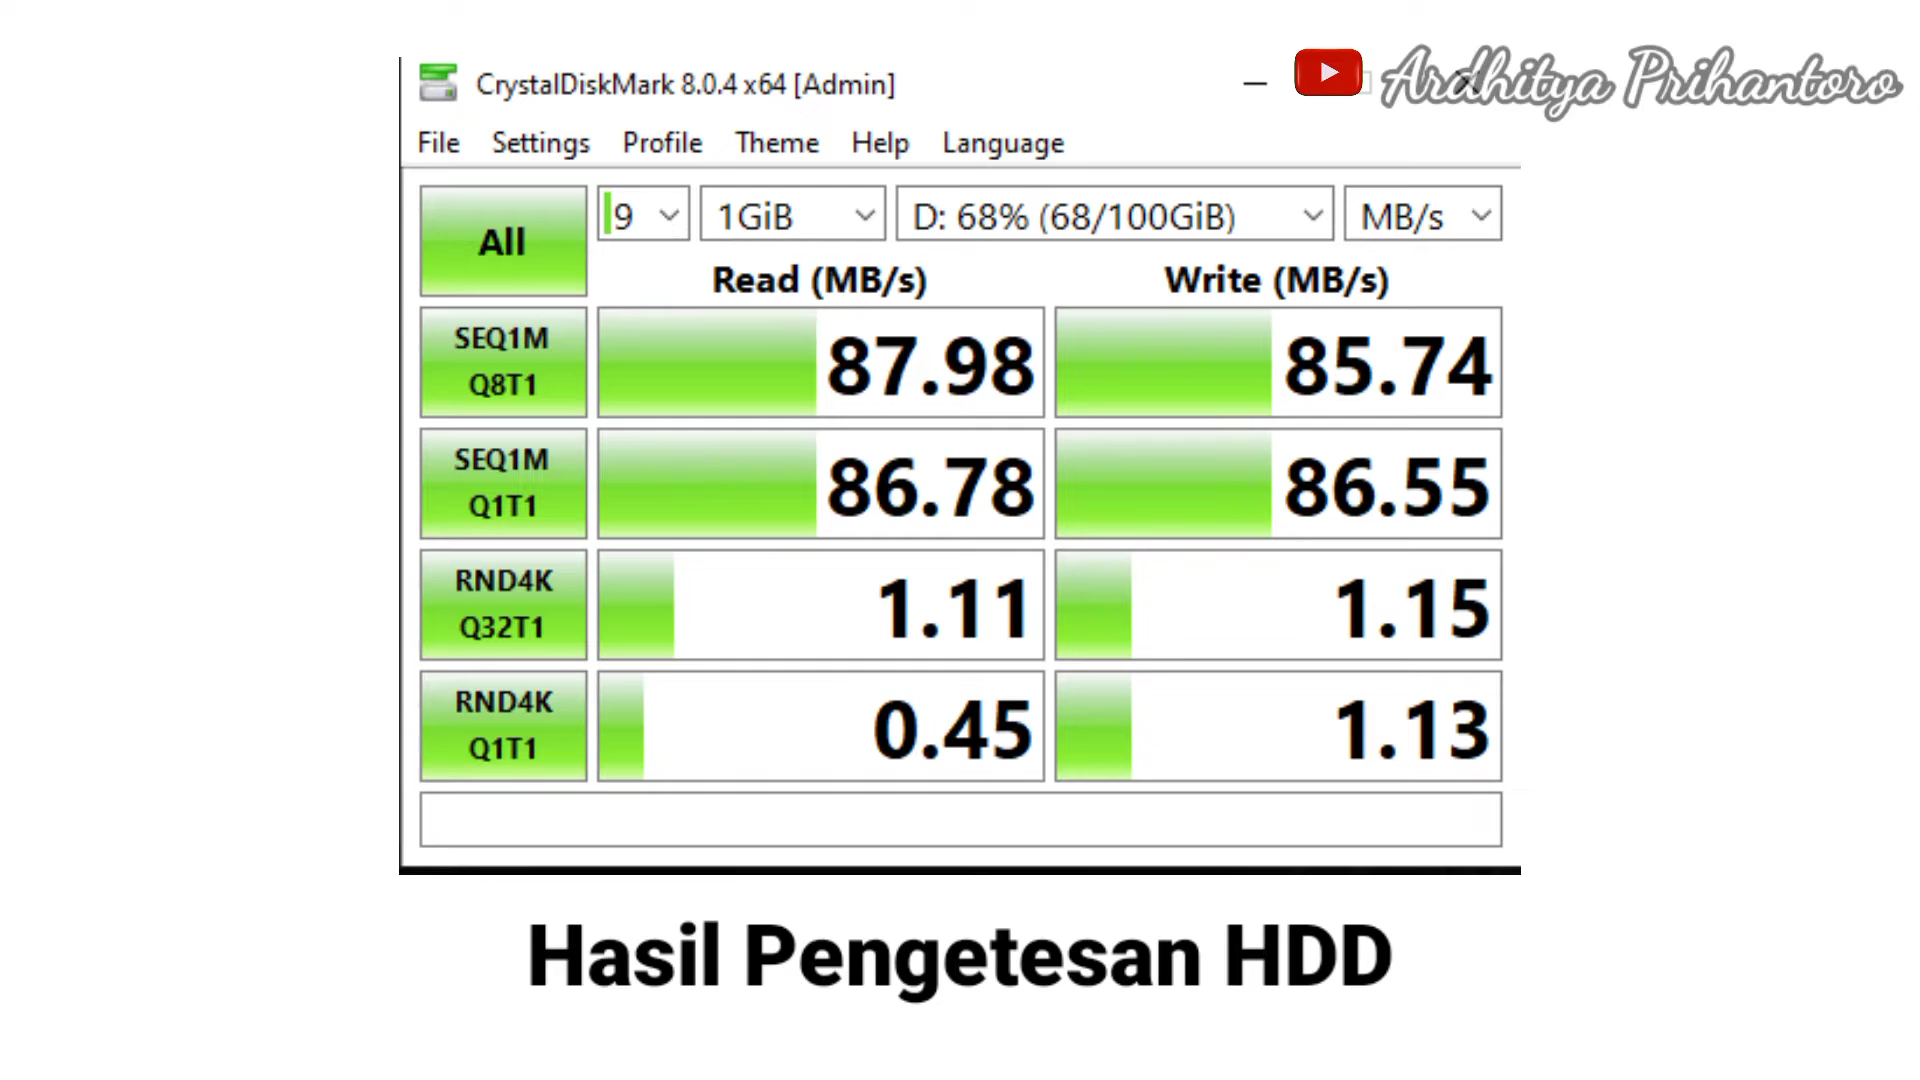 Ardhitya Prihantoro
CrystalDiskMark 8.0.4 x64 [Admin]
File Settings Profile Theme Help Language
All 9 1GiB D: 68% (68/100GiB) MB/s
Read (MB/s) Write (MB/s)
SEQ1M
Q8T1
87.98 85.74
SEQ1M
Q1T1
86.78 86.55
RND4K
Q32T1
1.11 1.15
RND4K
Q1T1
0.45 1.13
Hasil Pengetesan HDD